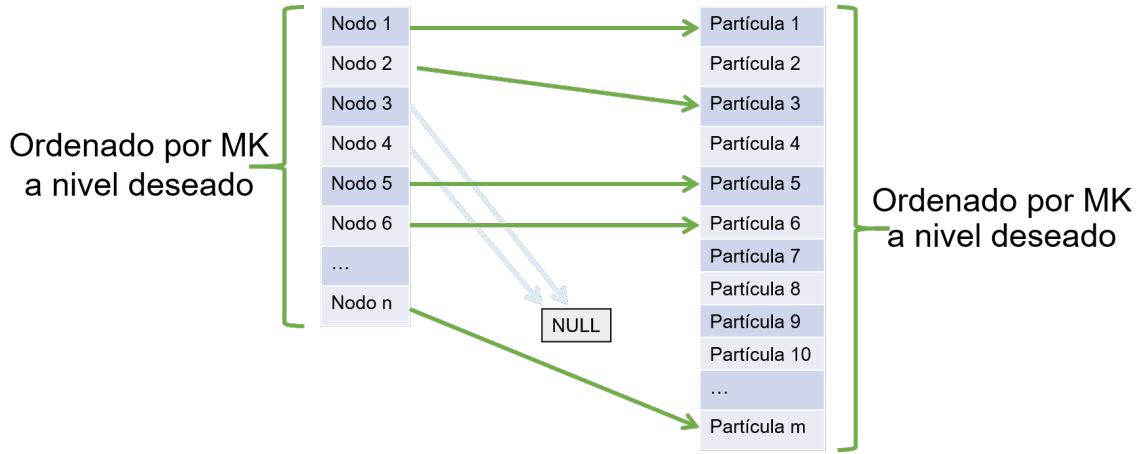 Ordenado por MK
a nivel deseado
Nodo 1
Nodo 2
Nodo 3
Nodo 4
Nodo 5
Nodo 6
...
Nodo n
NULL
Partícula 1
Partícula 2
Partícula 3
Partícula 4
Partícula 5
Partícula 6
Partícula 7
Partícula 8
Partícula 9
Partícula 10
...
Partícula m
Ordenado por MK
a nivel deseado